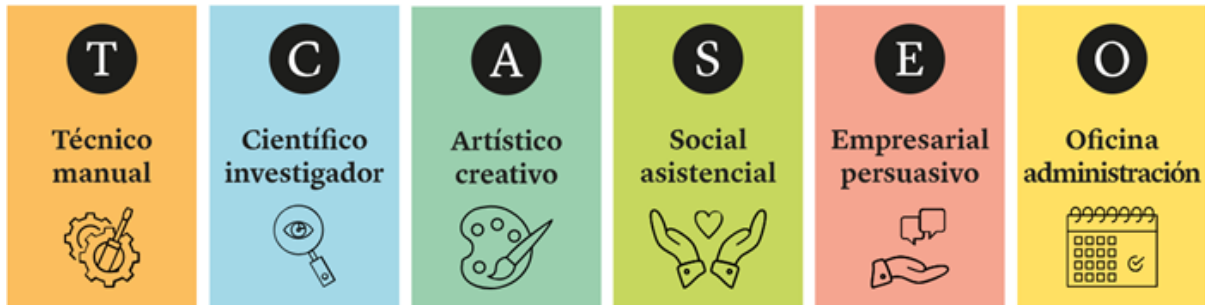 T
Técnico
manual
C
Científico
investigador
A
Artístico
creativo
S
Social
asistencial
E
Empresarial
persuasivo
O
Oficina
administración